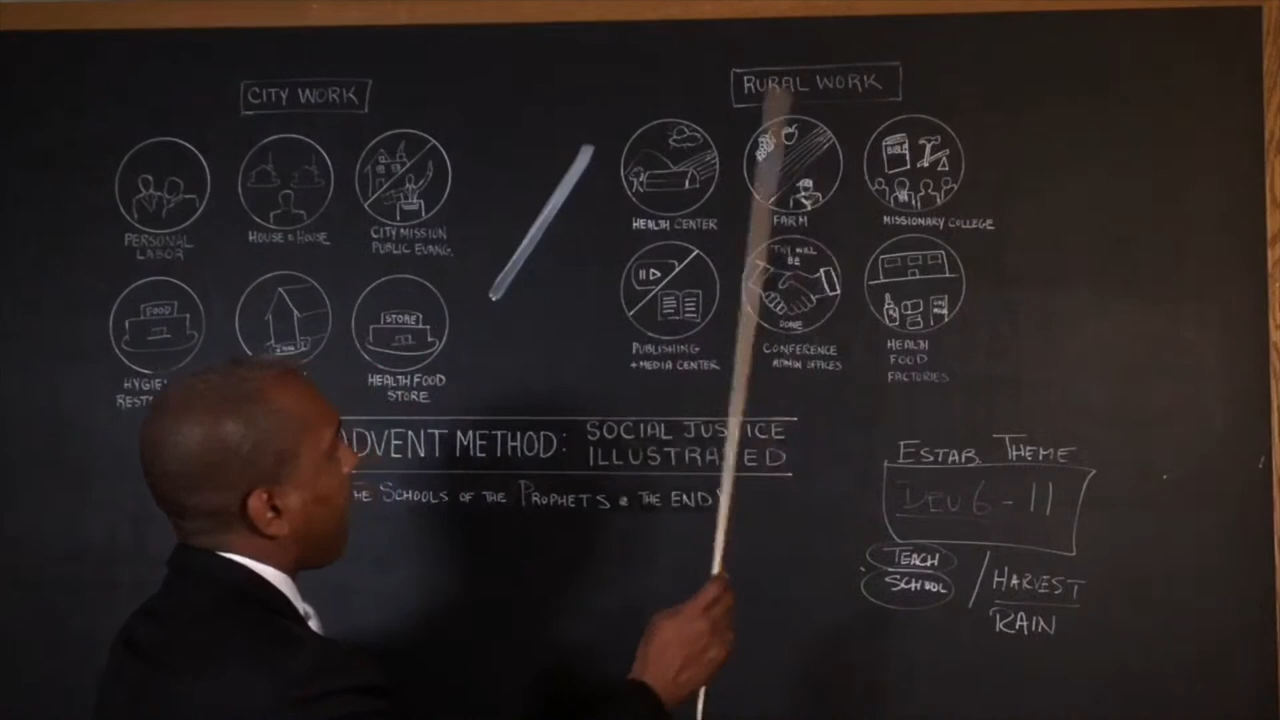 CITY WORK
PERSONAL
LABOR
HOUSE 2 HOUSE
CITY MISSION
PUBLIC EVANG.
FOOD
STORE
HEALTH FOOD
STORE
RURAL WORK
HEALTH CENTER
FARM
BIBLE
MISSIONARY COLLEGE
PUBLISHING
+ MEDIA CENTER
THY WILL
BE
DONE
CONFERENCE
ADMIN OFFICES
HEALTH
FOOD
FACTORIES
ADVENT METHOD: SOCIAL JUSTICE
ILLUSTRATED
SCHOOLS OF THE PROPHETS @ THE END
ESTAB. THEME
DEU 6-11
TEACH
SCHOOL
/ HARVEST
RAIN